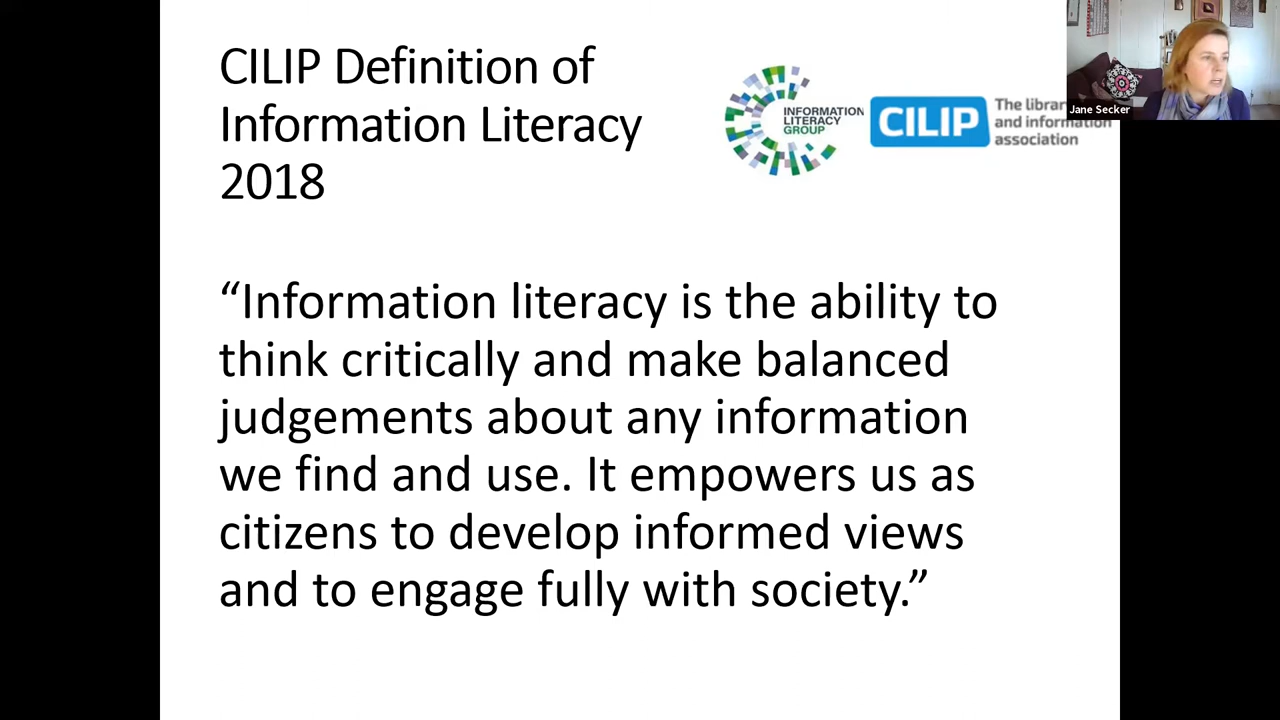 CILIP Definition of
Information Literacy
2018
INFORMATION
LITERACY
GROUP
CILIP
The library
and information
association
Jane Secker
“Information literacy is the ability to
think critically and make balanced
judgements about any information
we find and use. It empowers us as
citizens to develop informed views
and to engage fully with society.”